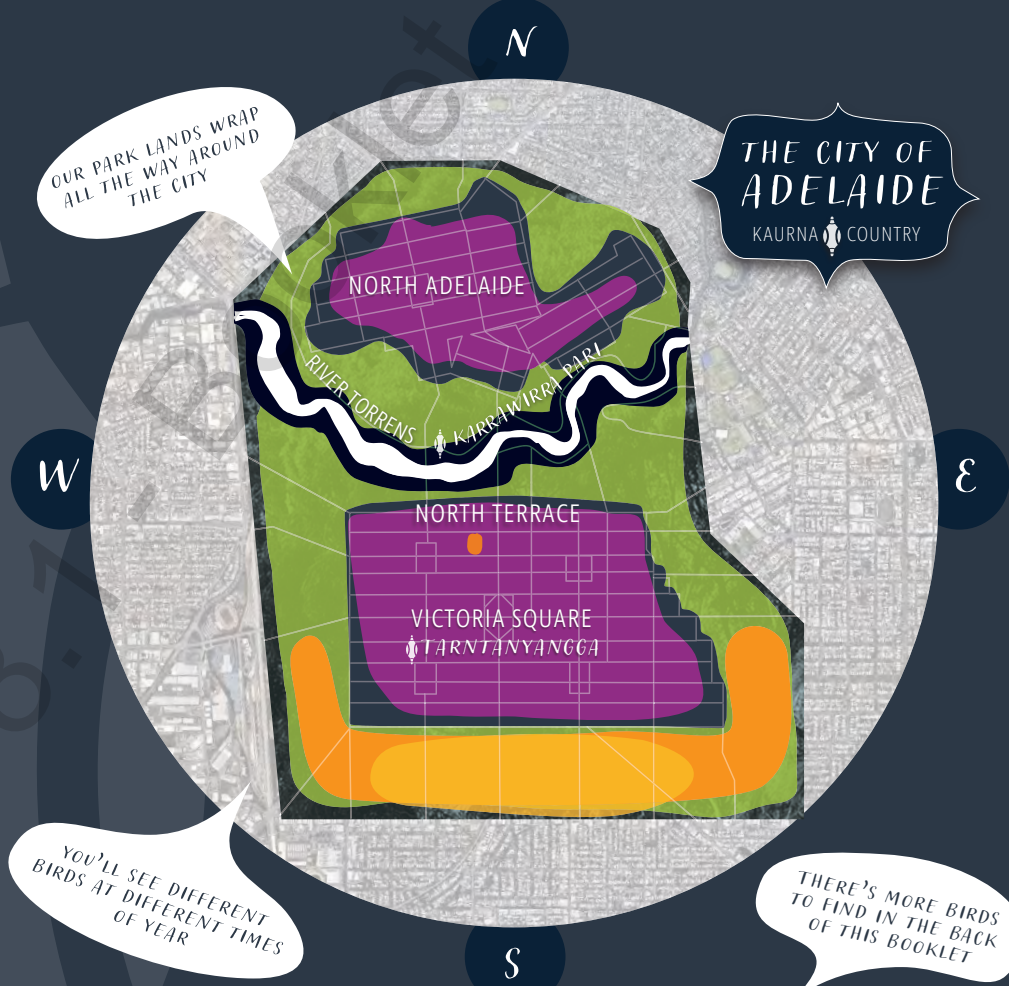 N
OUR PARK LANDS WRAP
ALL THE WAY AROUND
THE CITY
THE CITY OF
ADELAIDE
KAURNA COUNTRY
NORTH ADELAIDE
RIVER TORRENS
KARRAWIRRA PARI
W
E
NORTH TERRACE
VICTORIA SQUARE
TARNTANYANGGA
YOU'LL SEE DIFFERENT
BIRDS AT DIFFERENT TIMES
OF YEAR
THERE'S MORE BIRDS
TO FIND IN THE BACK
OF THIS BOOKLET
S